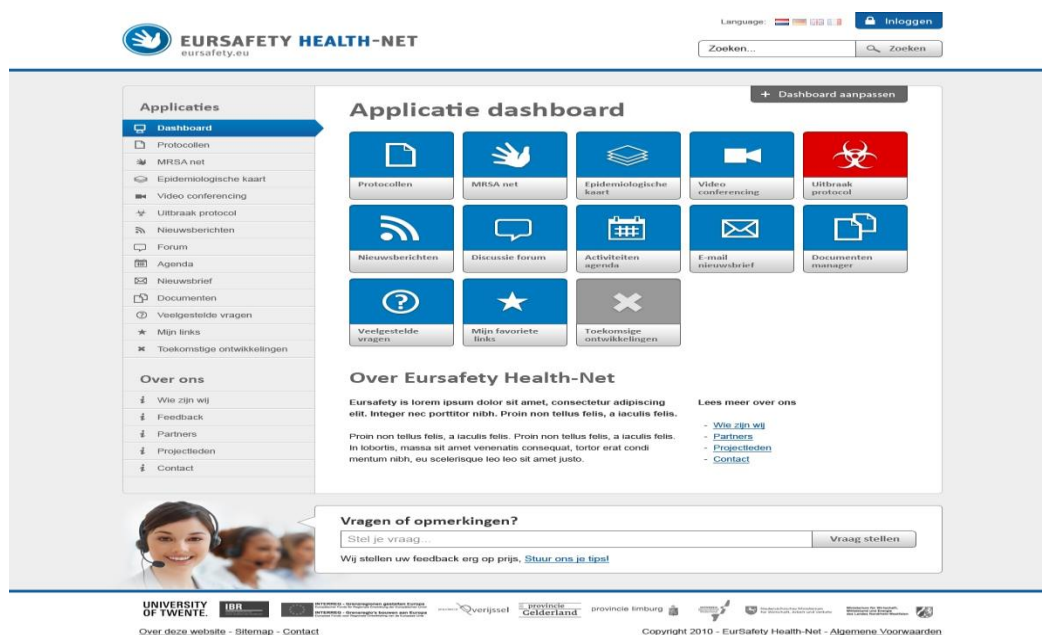 Language:
Inloggen
EURSAFETY HEALTH-NET
eursafety.eu
Zoeken...
Zoeken
Applicaties
Dashboard
Protocollen
MRSA net
Epidemiologische kaart
Video conferencing
Uitbraak protocol
Nieuwsberichten
Forum
Agenda
Nieuwsbrief
Documenten
Veelgestelde vragen
Mijn links
Toekomstige ontwikkelingen
Over ons
Wie zijn wij
Feedback
Partners
Projectleden
Contact
+ Dashboard aanpassen
Applicatie dashboard
Protocollen
MRSA net
Epidemiologische
kaart
Video
conferencing
Uitbraak
protocol
Nieuwsberichten
Discussie forum
Activiteiten
agenda
E-mail
nieuwsbrief
Documenten
manager
Veelgestelde
vragen
Mijn favoriete
links
Toekomsige
ontwikkelingen
Over Eursafety Health-Net
Eursafety is lorem ipsum dolor sit amet, consectetur adipiscing
elit. Integer nec porttitor nibh. Proin non tellus felis, a iaculis felis.
Proin non tellus felis, a iaculis felis. Proin non tellus felis, a iaculis felis.
In lobortis, massa sit amet venenatis consequat, tortor erat condi
mentum nibh, eu scelerisque leo leo sit amet justo.
Lees meer over ons
- Wie zijn wij
- Partners
- Projectleden
- Contact
Vragen of opmerkingen?
Stel je vraag...
Vraag stellen
Wij stellen uw feedback erg op prijs, Stuur ons je tips!
UNIVERSITY
OF TWENTE.
IBR
Overijssel
provincie
Gelderland
provincie limburg
Over deze website - Sitemap - Contact
Copyright 2010 - EurSafety Health-Net - Algemene Voorwaarden